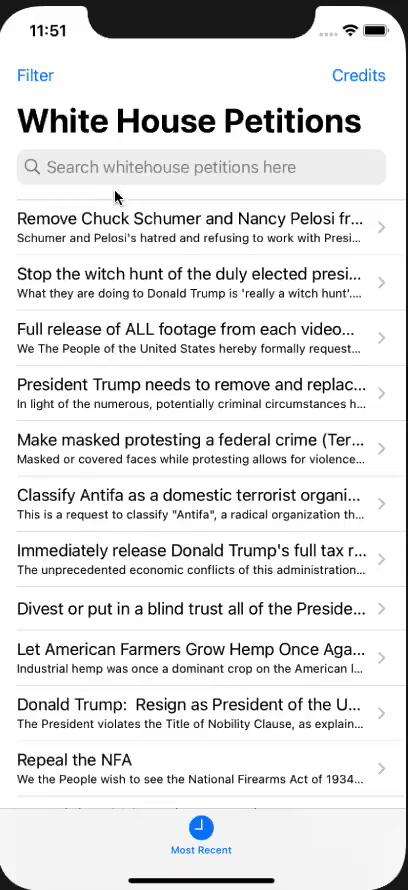 11:51
Filter
Credits
White House Petitions
Search whitehouse petitions here
Remove Chuck Schumer and Nancy Pelosi fr...
Schumer and Pelosi's hatred and refusing to work with Presi...
Stop the witch hunt of the duly elected presi...
What they are doing to Donald Trump is 'really a witch hunt'....
Full release of ALL footage from each video...
We The People of the United States hereby formally request...
President Trump needs to remove and replac...
In light of the numerous, potentially criminal circumstances h...
Make masked protesting a federal crime (Ter...
Masked or covered faces while protesting allows for violence...
Classify Antifa as a domestic terrorist organi...
This is a request to classify "Antifa", a radical organization th...
Immediately release Donald Trump's full tax r...
The unprecedented economic conflicts of this administration...
Divest or put in a blind trust all of the Preside...
Let American Farmers Grow Hemp Once Aga...
Industrial hemp was once a dominant crop on the American l...
Donald Trump:  Resign as President of the U...
The President violates the Title of Nobility Clause, as explain...
Repeal the NFA
We the People wish to see the National Firearms Act of 1934...
Most Recent